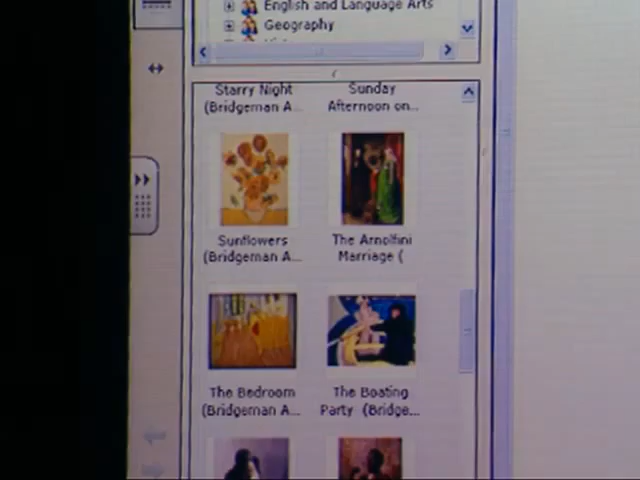 English and Language Arts
Geography
Starry Night
(Bridgeman A...
Sunday
Afternoon on...
Sunflowers
(Bridgeman A...
The Arnolfini
Marriage (
The Bedroom
(Bridgeman A...
The Boating
Party (Bridge...